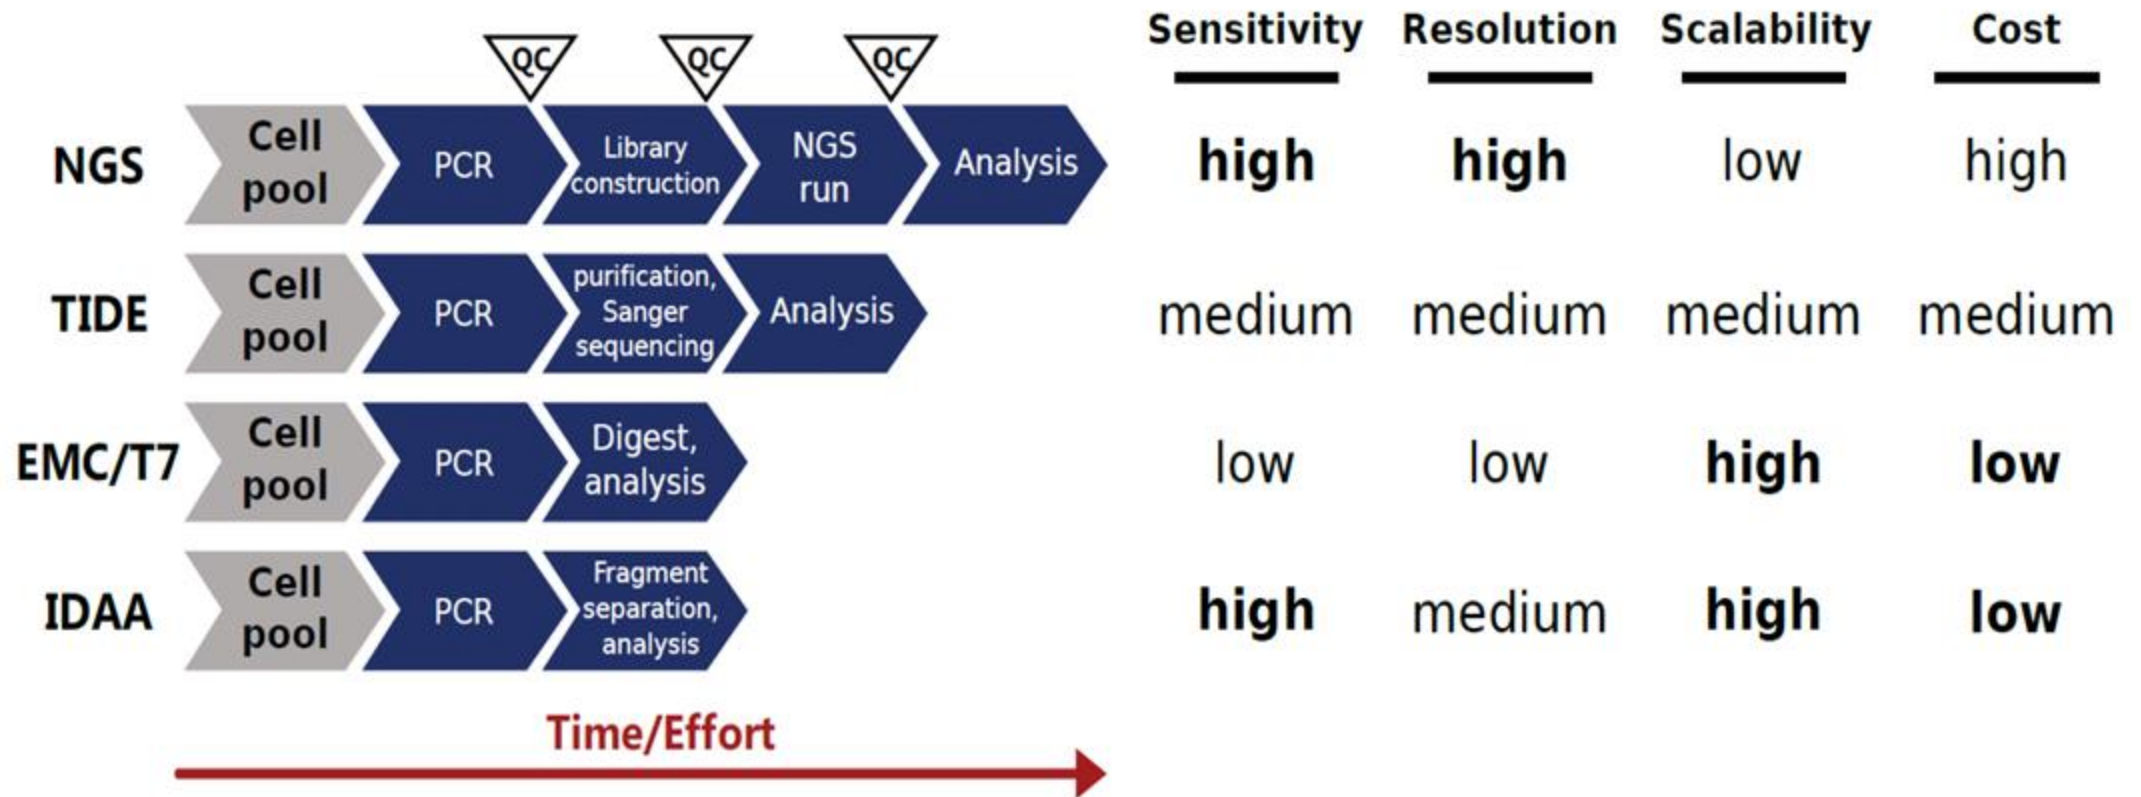 Sensitivity Resolution Scalability Cost
QC QC QC
NGS
Cell
pool
PCR
Library
construction
NGS
run
Analysis
high high low high
TIDE
Cell
pool
PCR
purification,
Sanger
sequencing
Analysis
medium medium medium medium
EMC/T7
Cell
pool
PCR
Digest,
analysis
low low high low
IDAA
Cell
pool
PCR
Fragment
separation,
analysis
high medium high low
Time/Effort